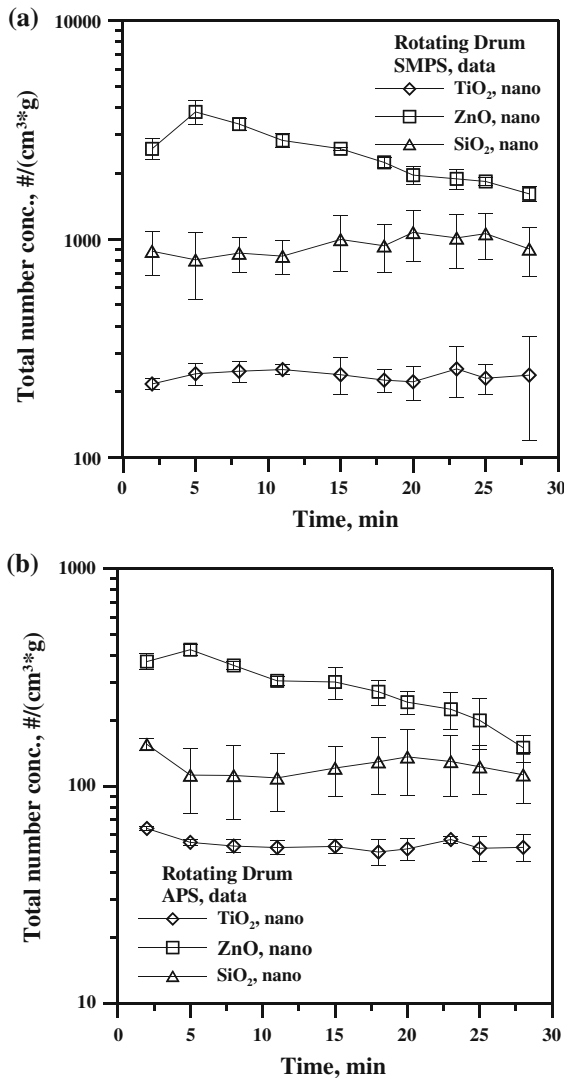 (a)
Total number conc., #/(cm³*g)
10000
1000
100
Rotating Drum
SMPS, data
TiO₂, nano
ZnO, nano
SiO₂, nano
0 5 10 15 20 25 30
Time, min
(b)
Total number conc., #/((cm³*g)
1000
100
10
Rotating Drum
APS, data
TiO₂, nano
ZnO, nano
SiO₂, nano
0 5 10 15 20 25 30
Time, min